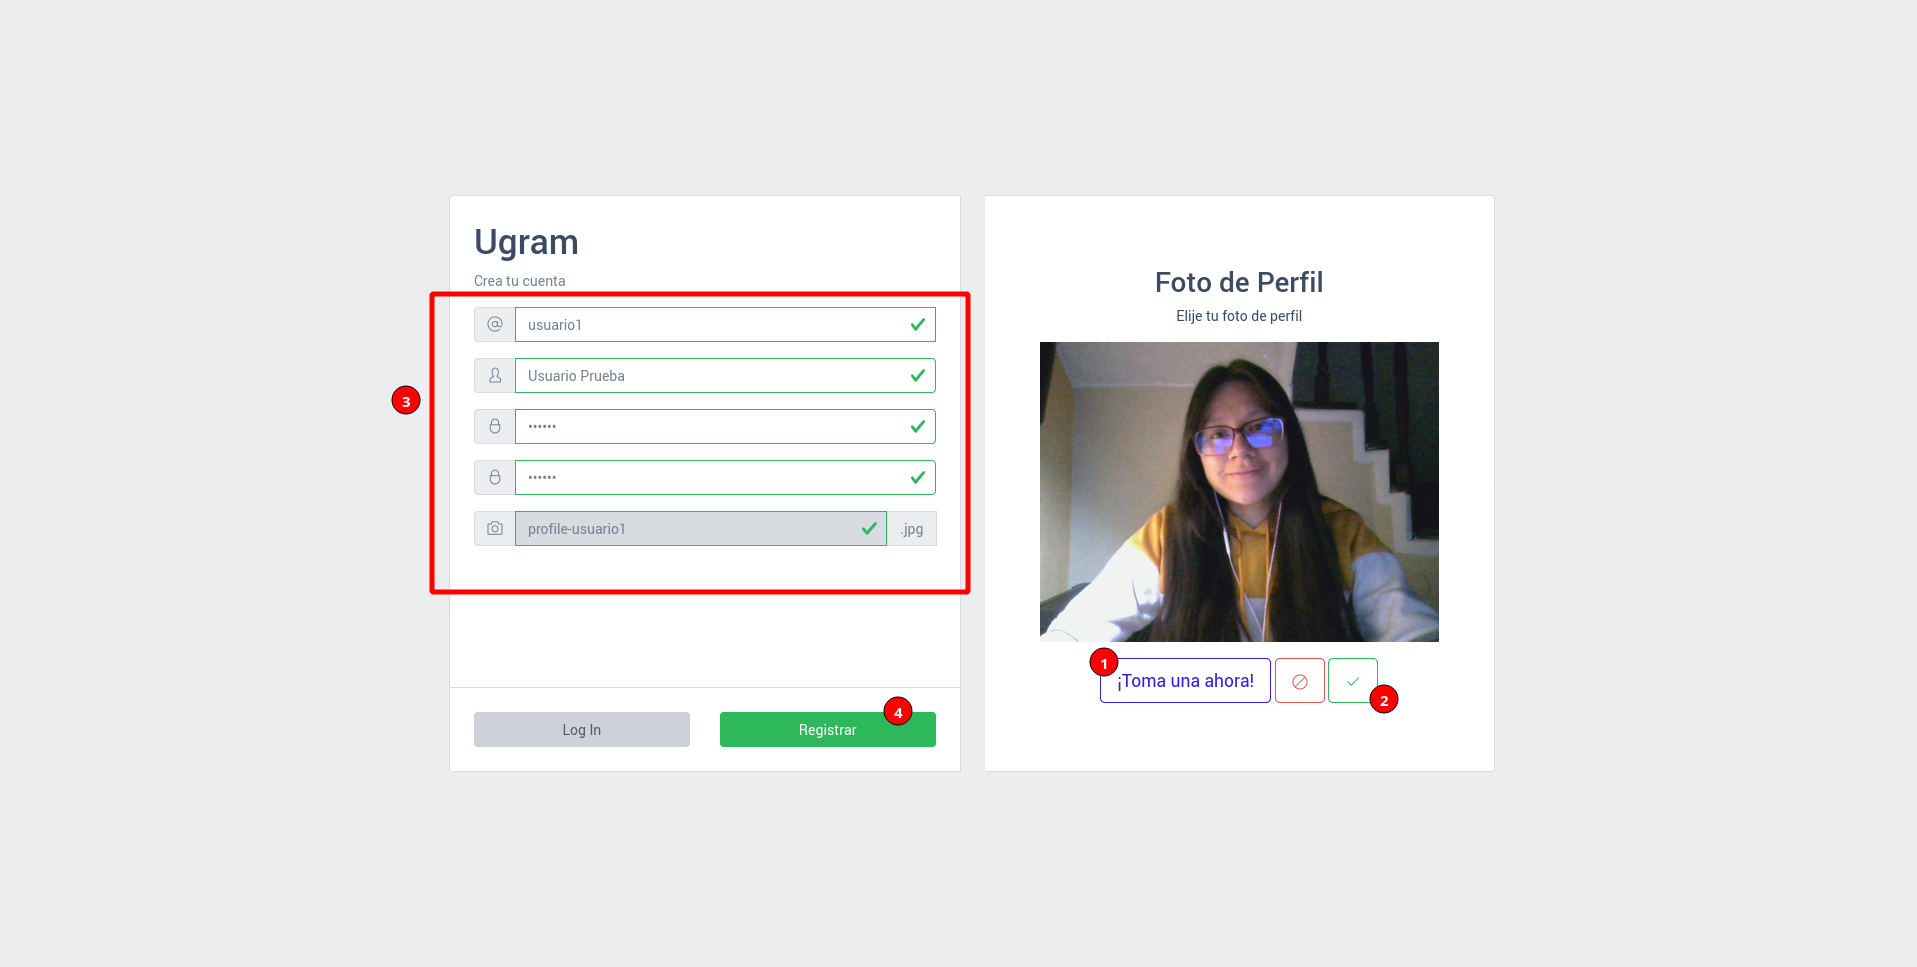 Ugram
Crea tu cuenta
usuario1
Usuario Prueba
••••••
••••••
profile-usuario1
.jpg
3
Log In
Registrar
4
Foto de Perfil
Elije tu foto de perfil
1
¡Toma una ahora!
2